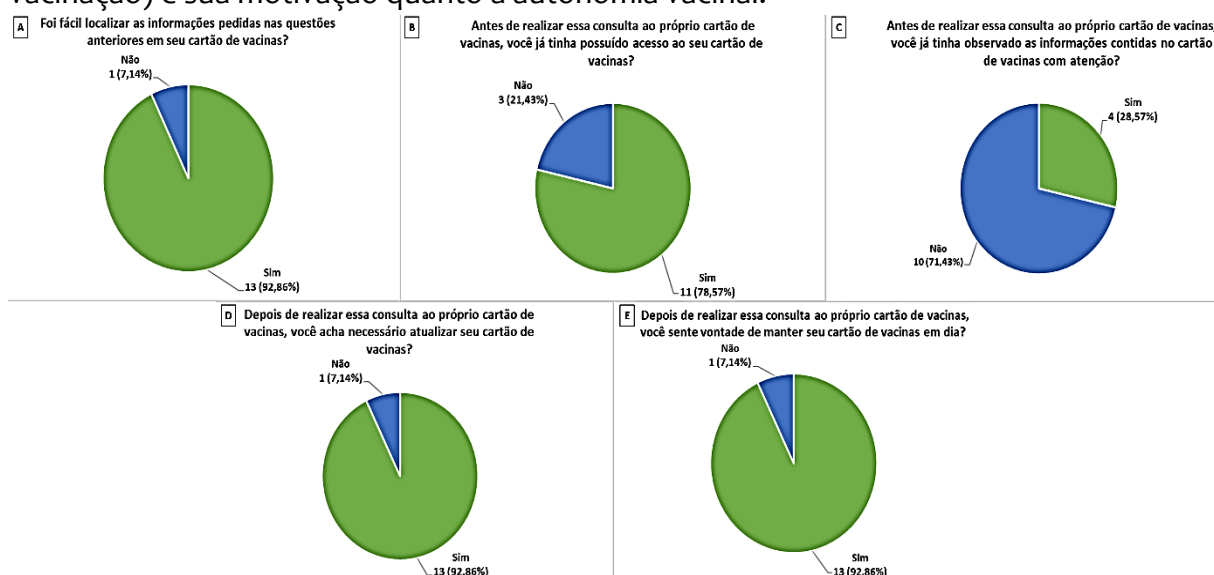 vacinação) e sua motivação quanto à autonomia vacinal.
A Foi fácil localizar as informações pedidas nas questões
anteriores em seu cartão de vacinas?
Não
1 (7,14%)
Sim
13 (92,86%)
B Antes de realizar essa consulta ao próprio cartão de
vacinas, você já tinha possuído acesso ao seu cartão de
vacinas?
Não
3 (21,43%)
Sim
11 (78,57%)
C Antes de realizar essa consulta ao próprio cartão de vacinas,
você já tinha observado as informações contidas no cartão
de vacinas com atenção?
Sim
4 (28,57%)
Não
10 (71,43%)
D Depois de realizar essa consulta ao próprio cartão de
vacinas, você acha necessário atualizar seu cartão de
vacinas?
Não
1 (7,14%)
Sim
13 (92,86%)
E Depois de realizar essa consulta ao próprio cartão de vacinas,
você sente vontade de manter seu cartão de vacinas em dia?
Não
1 (7,14%)
Sim
13 (92,86%)